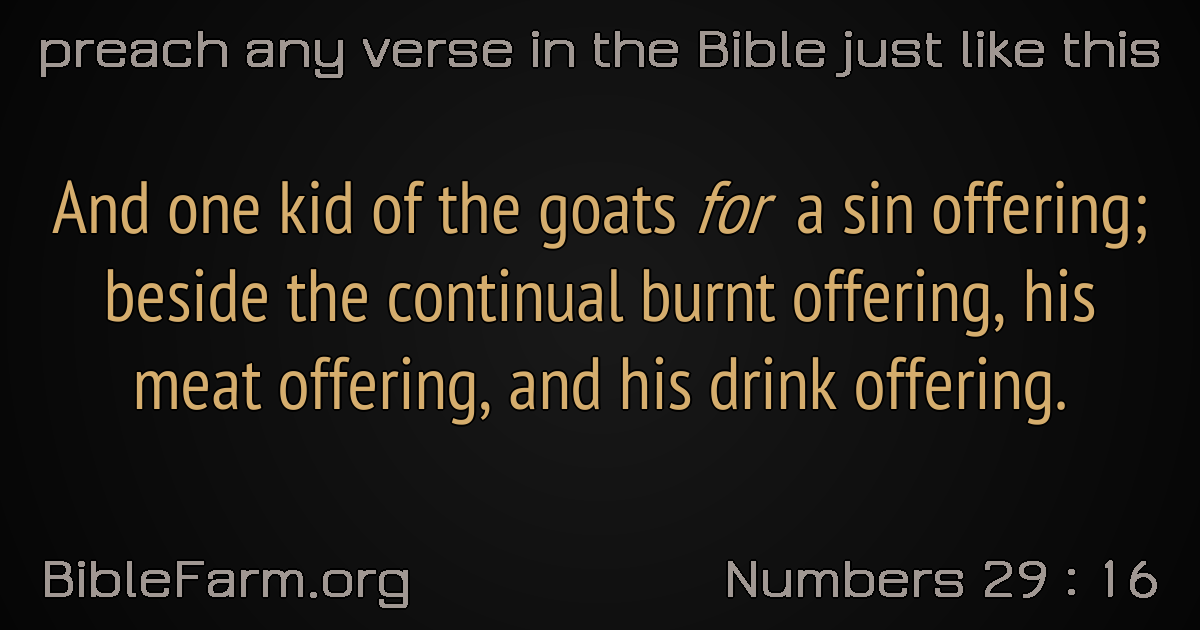 preach any verse in the Bible just like this
And one kid of the goats for a sin offering;
beside the continual burnt offering, his
meat offering, and his drink offering.
BibleFarm.org
Numbers 29 : 16